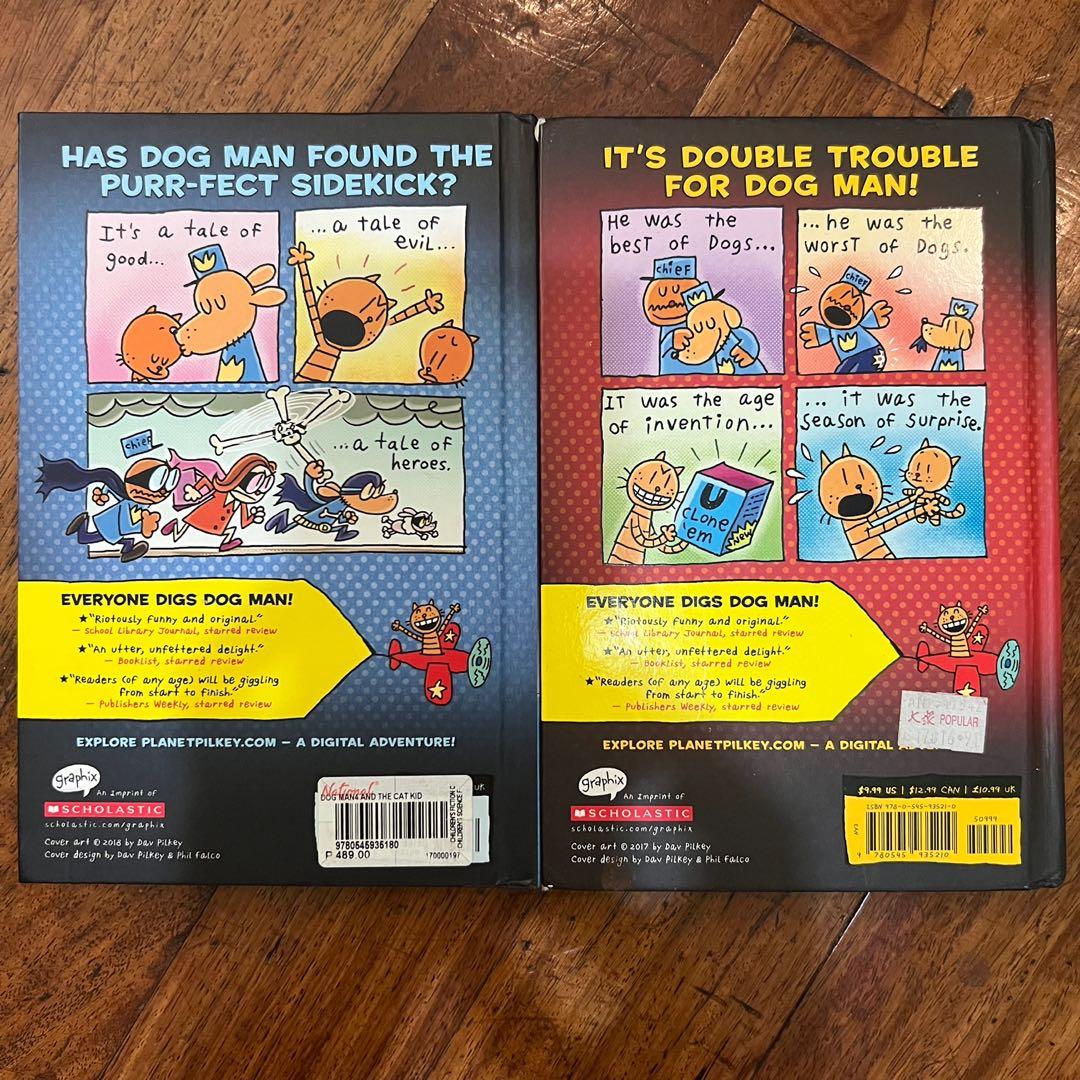 HAS DOG MAN FOUND THE
PURR-FECT SIDEKICK?
It's a tale of
good...
...a tale of
evil...
chief
...a tale of
heroes.
EVERYONE DIGS DOG MAN!
★"Riotously funny and original."
— School Library Journal, starred review
★"An utter, unfettered delight."
— Booklist, starred review
★"Readers (of any age) will be giggling
from start to finish."
— Publishers Weekly, starred review
EXPLORE PLANETPILKEY.COM — A DIGITAL ADVENTURE!
graphix
An Imprint of
SCHOLASTIC
scholastic.com/graphix
Cover art © 2018 by Dav Pilkey
Cover design by Dav Pilkey & Phil Falco
National
DOG MAN4 AND THE CAT KID
9780545935180
P 489.00
170000197
CHILDREN'S FICTION C
CHILDREN'S SCIENCE F
UK
IT'S DOUBLE TROUBLE
FOR DOG MAN!
He was the
best of Dogs...
chief
...he was the
worst of Dogs.
chief
IT was the age
of invention...
U
clone
'em
New
... it was the
season of Surprise.
EVERYONE DIGS DOG MAN!
★"Riotously funny and original."
— School Library Journal, starred review
★"An utter, unfettered delight."
— Booklist, starred review
★"Readers (of any age) will be giggling
from start to finish."
— Publishers Weekly, starred review
大衆 POPULAR
EXPLORE PLANETPILKEY.COM — A DIGITAL
graphix
An Imprint of
SCHOLASTIC
scholastic.com/graphix
Cover art © 2017 by Dav Pilkey
Cover design by Dav Pilkey & Phil Falco
$9.99 US | $12.99 CAN | £10.99 UK
ISBN 978-0-545-93521-0
50999
9 780545 935210